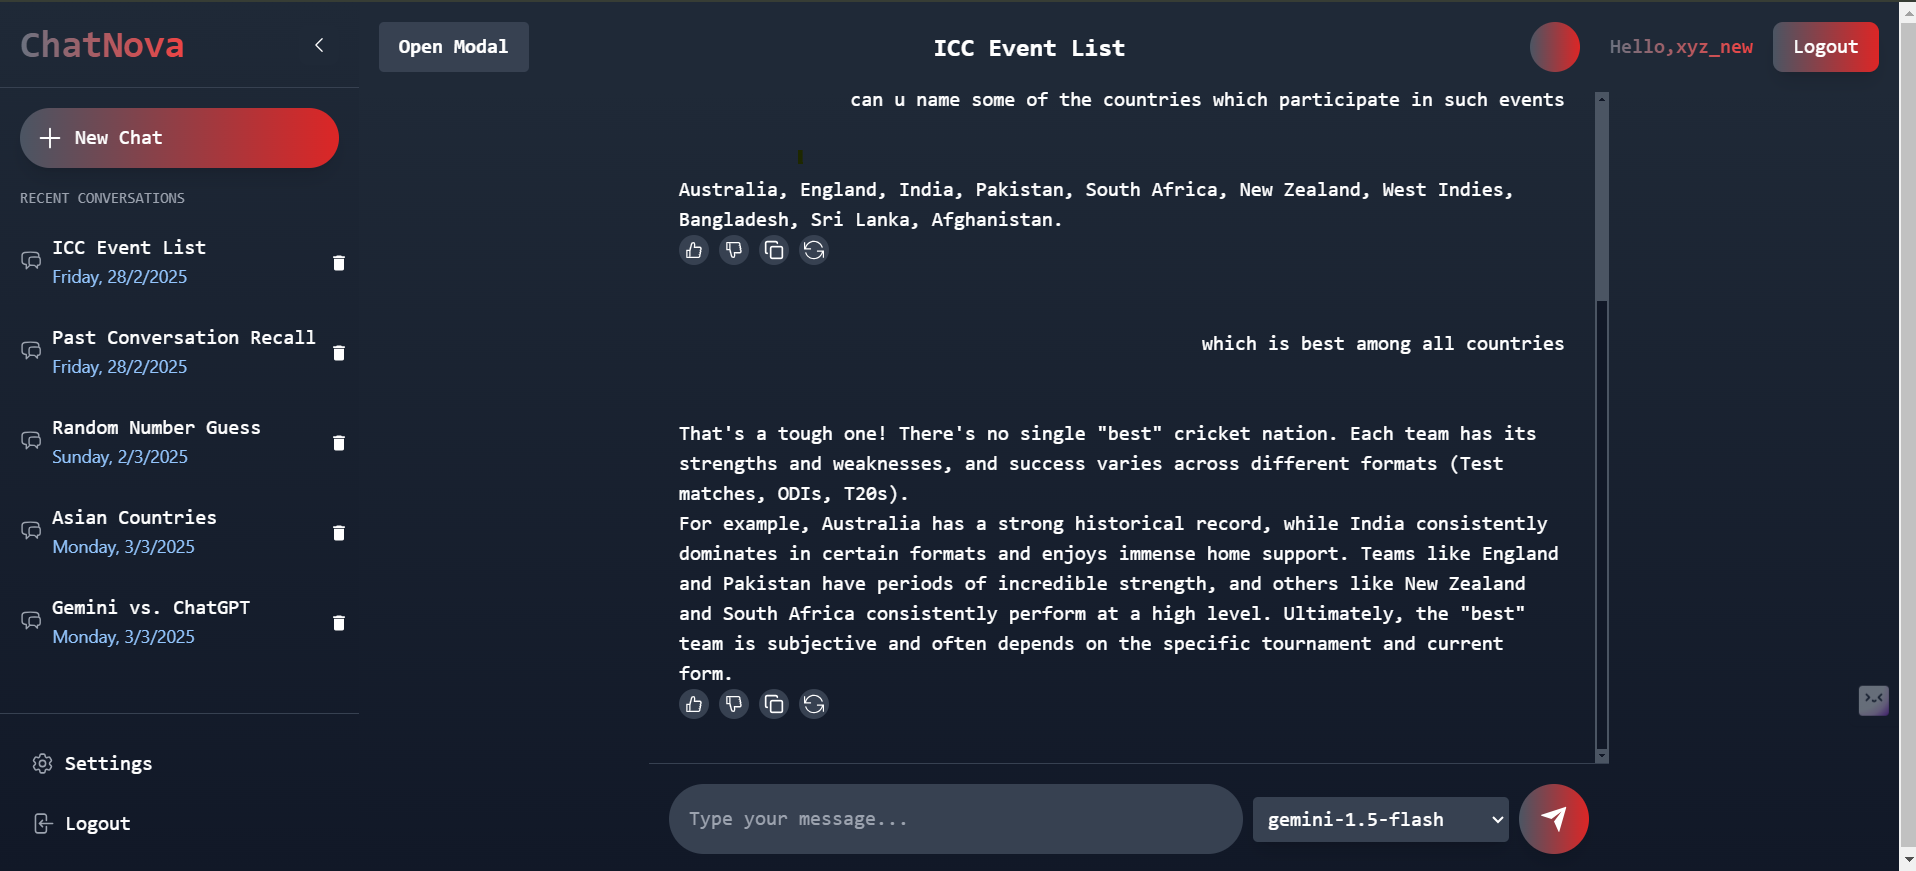 ChatNova
New Chat
RECENT CONVERSATIONS
ICC Event List
Friday, 28/2/2025
Past Conversation Recall
Friday, 28/2/2025
Random Number Guess
Sunday, 2/3/2025
Asian Countries
Monday, 3/3/2025
Gemini vs. ChatGPT
Monday, 3/3/2025
Settings
Logout
Open Modal
ICC Event List
Hello,xyz_new
Logout
can u name some of the countries which participate in such events
Australia, England, India, Pakistan, South Africa, New Zealand, West Indies,
Bangladesh, Sri Lanka, Afghanistan.
which is best among all countries
That's a tough one! There's no single "best" cricket nation. Each team has its
strengths and weaknesses, and success varies across different formats (Test
matches, ODIs, T20s).
For example, Australia has a strong historical record, while India consistently
dominates in certain formats and enjoys immense home support. Teams like England
and Pakistan have periods of incredible strength, and others like New Zealand
and South Africa consistently perform at a high level. Ultimately, the "best"
team is subjective and often depends on the specific tournament and current
form.
Type your message...
gemini-1.5-flash